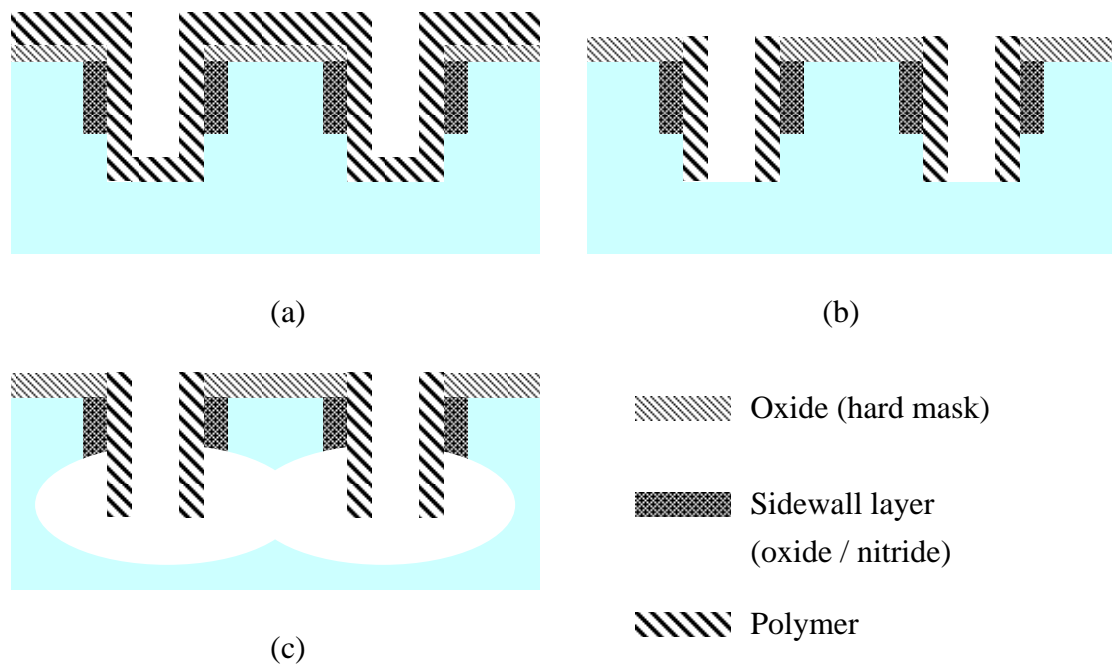 (a)
(b)
(c)
Oxide (hard mask)
Sidewall layer
(oxide / nitride)
Polymer